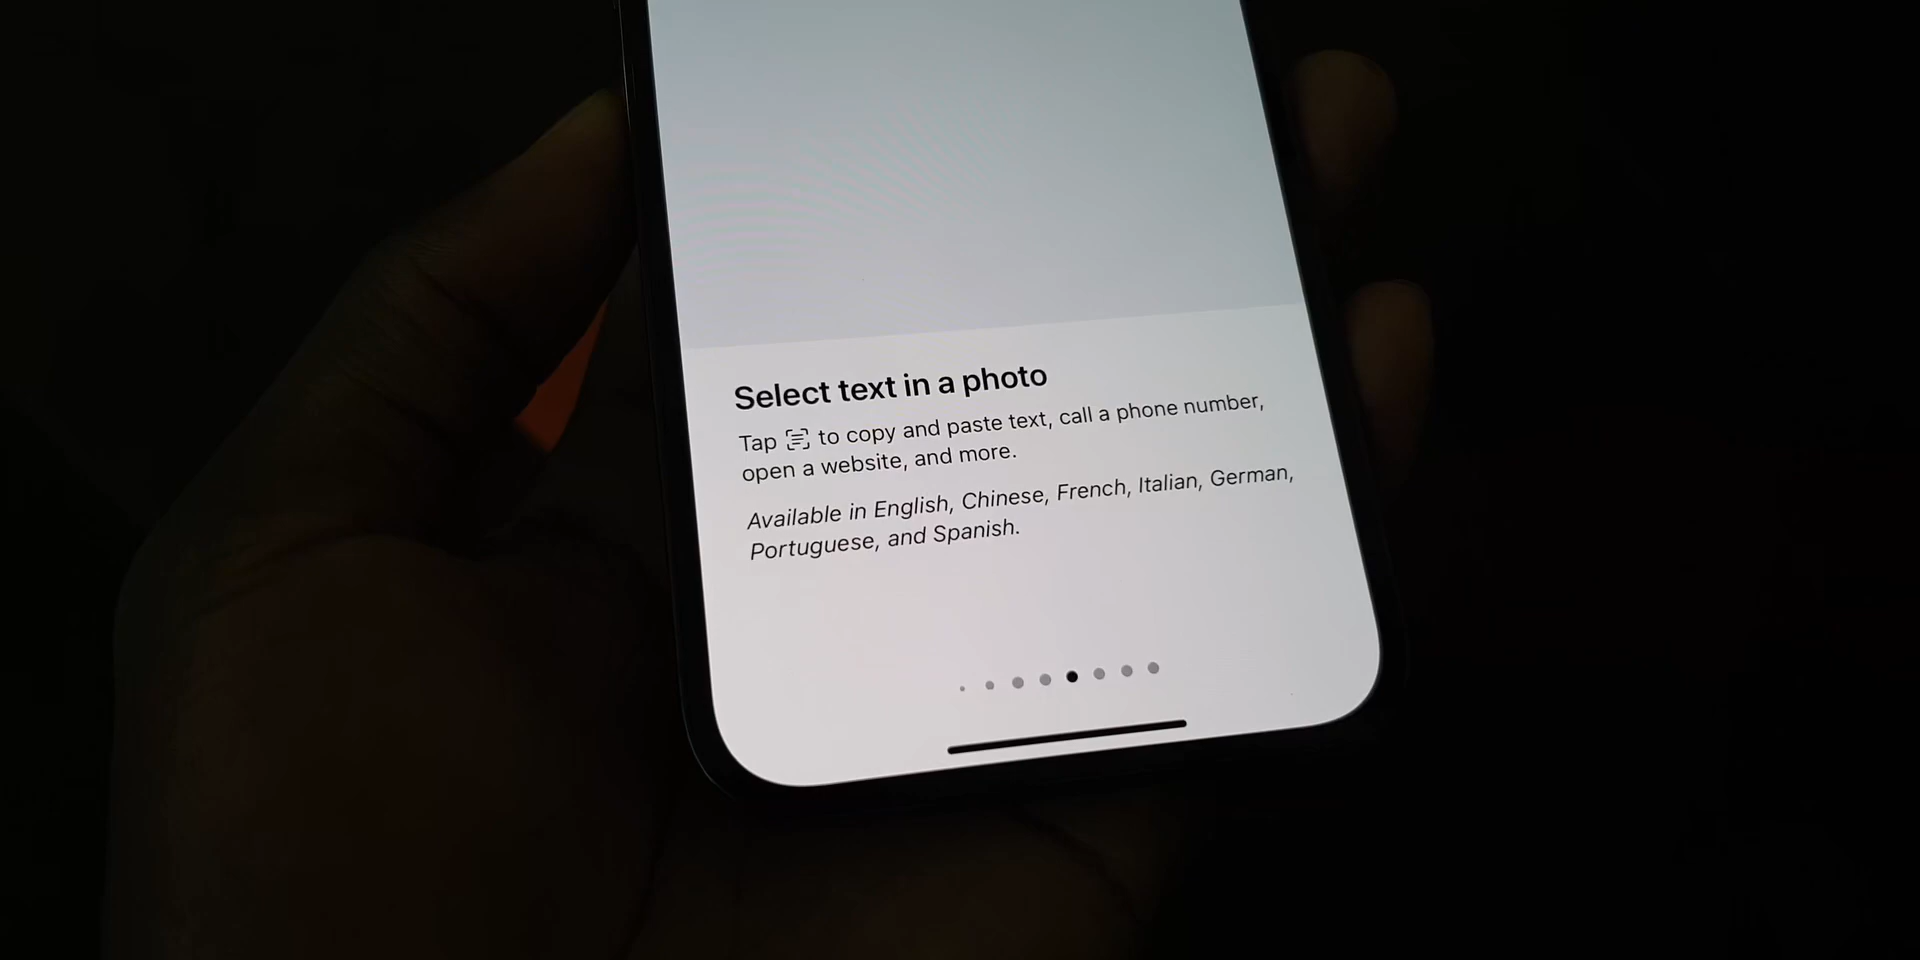 Select text in a photo
Tap to copy and paste text, call a phone number,
open a website, and more.
Available in English, Chinese, French, Italian, German,
Portuguese, and Spanish.